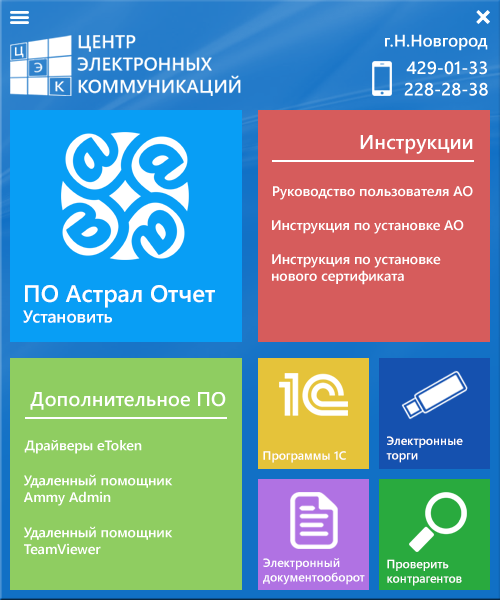 ЦЕНТР
ЭЛЕКТРОННЫХ
КОММУНИКАЦИЙ
Ц
Э
К
г.Н.Новгород
429-01-33
228-28-38
ПО Астрал Отчет
Установить
Инструкции
Руководство пользователя АО
Инструкция по установке АО
Инструкция по установке
нового сертификата
Дополнительное ПО
Драйверы eToken
Удаленный помощник
Ammy Admin
Удаленный помощник
TeamViewer
1С
Программы 1С
Электронные
торги
Электронный
документооборот
Проверить
контрагентов